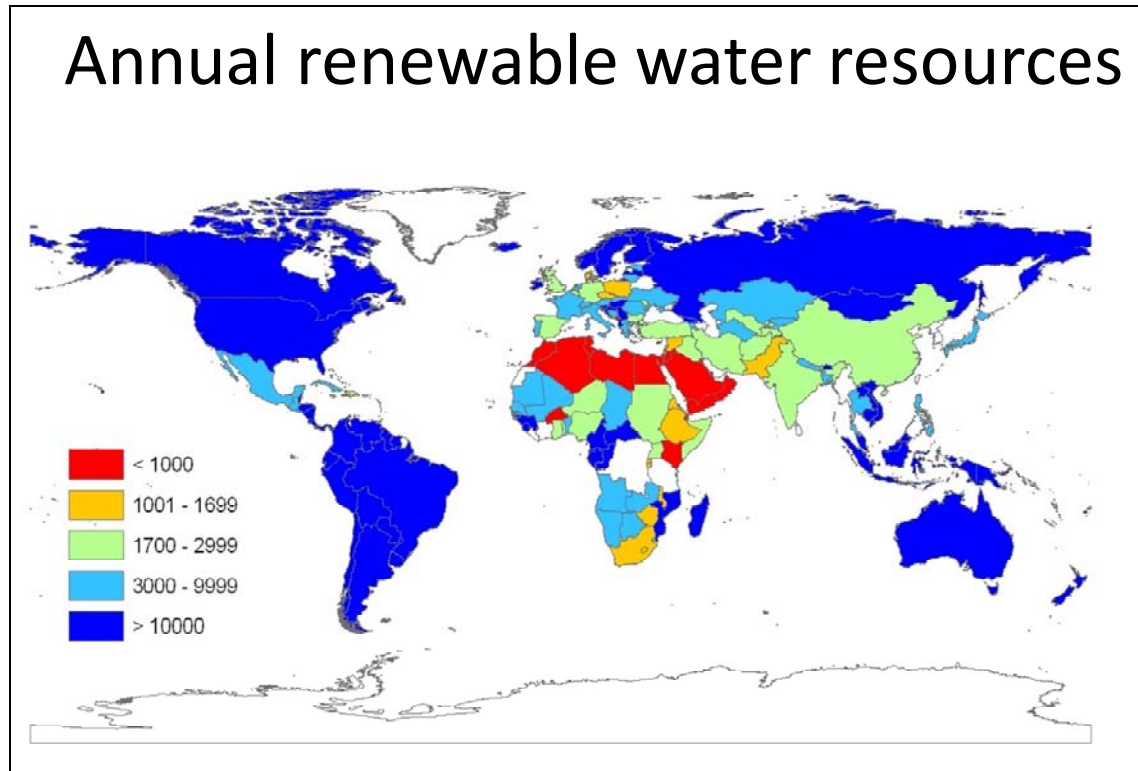 Annual renewable water resources
< 1000
1001 - 1699
1700 - 2999
3000 - 9999
> 10000